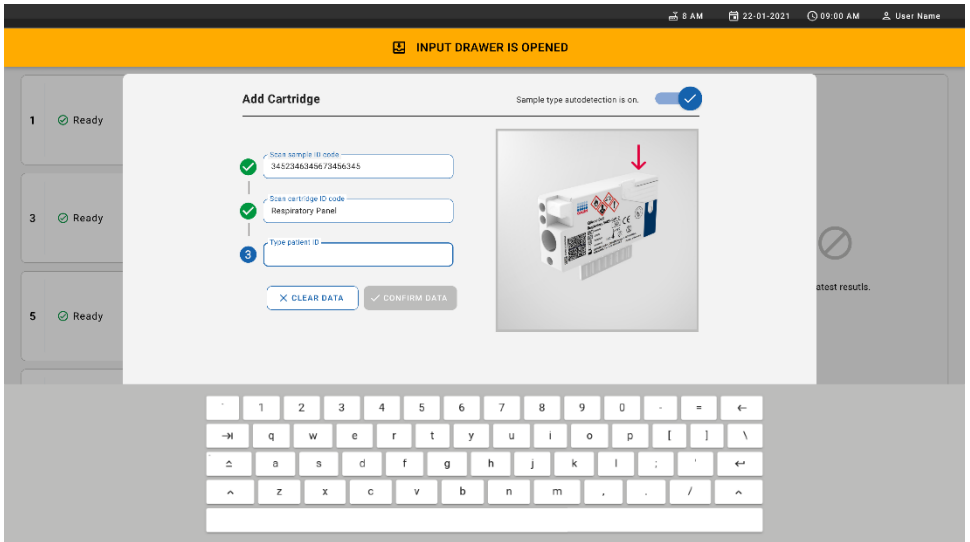 8 AM 22-01-2021 09:00 AM User Name
INPUT DRAWER IS OPENED
Add Cartridge
Sample type autodetection is on.
1 Ready
Scan sample ID code
3452346345673456345
Scan cartridge ID code
Respiratory Panel
3 Ready
Type patient ID
3
CLEAR DATA
CONFIRM DATA
atest resutls.
5 Ready
CE
` 1 2 3 4 5 6 7 8 9 0 - =
q w e r t y u i o p [ ] \
a s d f g h j k l ; '
z x c v b n m , . /